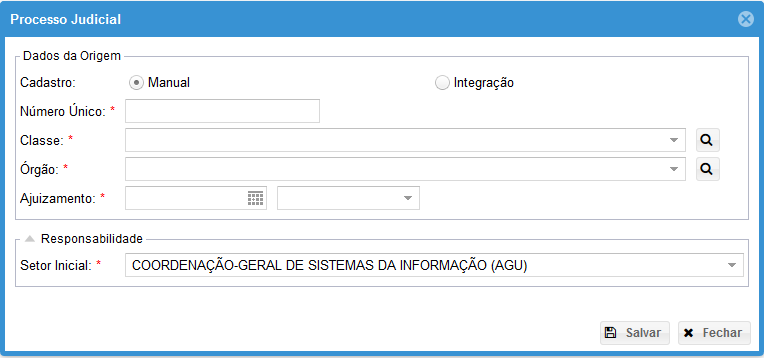 Processo Judicial
Dados da Origem
Cadastro: Manual Integração
Número Único: *
Classe: *
Órgão: *
Ajuizamento: *
Responsabilidade
Setor Inicial: * COORDENAÇÃO-GERAL DE SISTEMAS DA INFORMAÇÃO (AGU)
Salvar Fechar